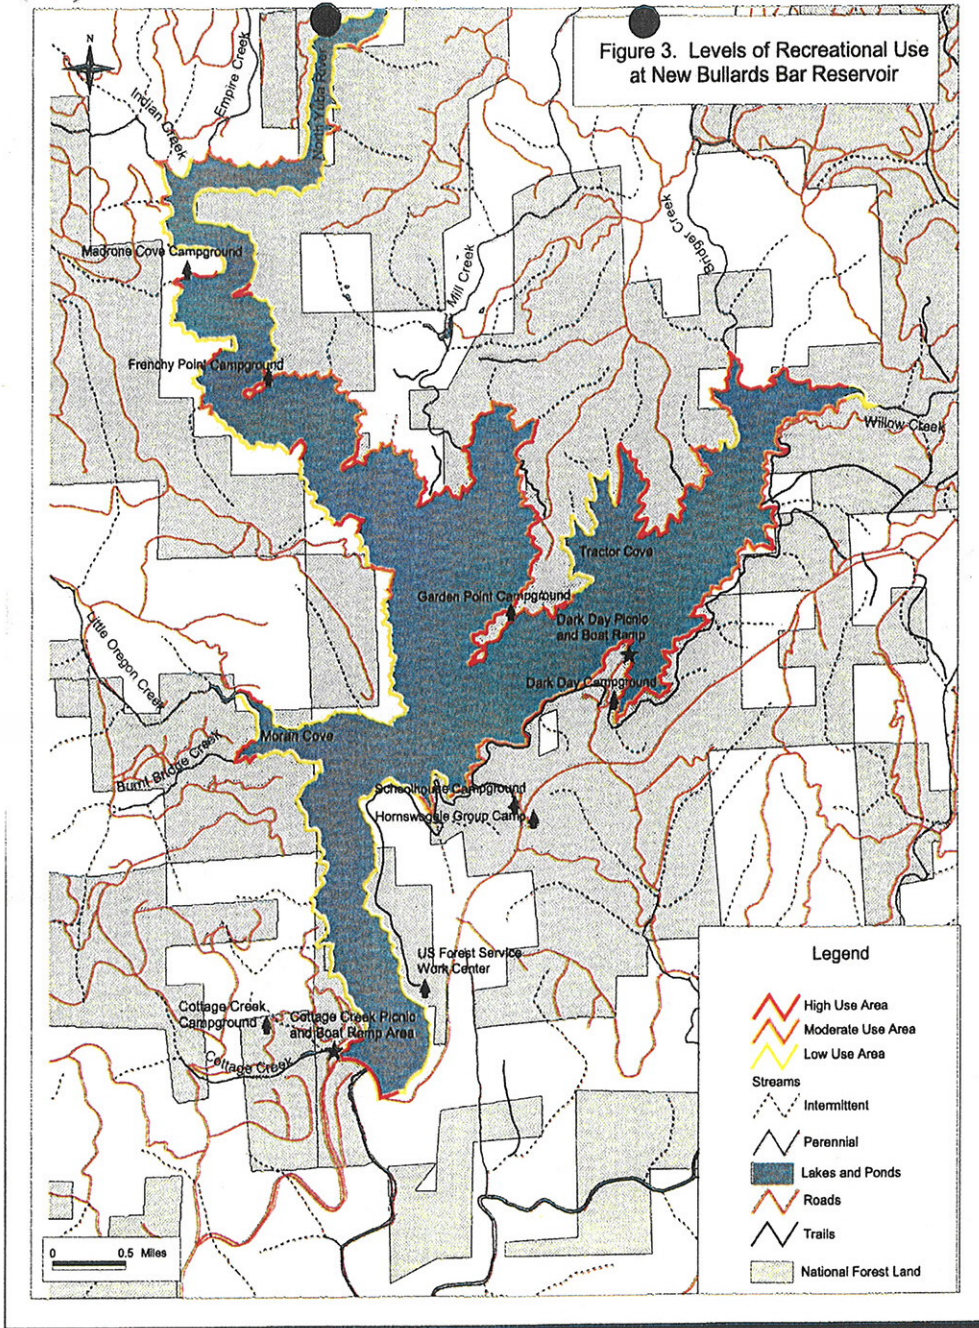 Figure 3.  Levels of Recreational Use
at New Bullards Bar Reservoir
N
Indian Creek
Empire Creek
North Yuba River
Madrone Cove Campground
Mill Creek
Bridger Creek
Frenchy Point Campground
Willow Creek
Tractor Cove
Garden Point Campground
Dark Day Picnic
and Boat Ramp
Dark Day Campground
Little Oregon Creek
Moran Cove
Burnt Bridge Creek
Schoolhouse Campground
Hornswoggle Group Camp
US Forest Service
Work Center
Cottage Creek
Campground
Cottage Creek Picnic
and Boat Ramp Area
Cottage Creek
Legend
High Use Area
Moderate Use Area
Low Use Area
Streams
Intermittent
Perennial
Lakes and Ponds
Roads
Trails
National Forest Land
0 0.5 Miles